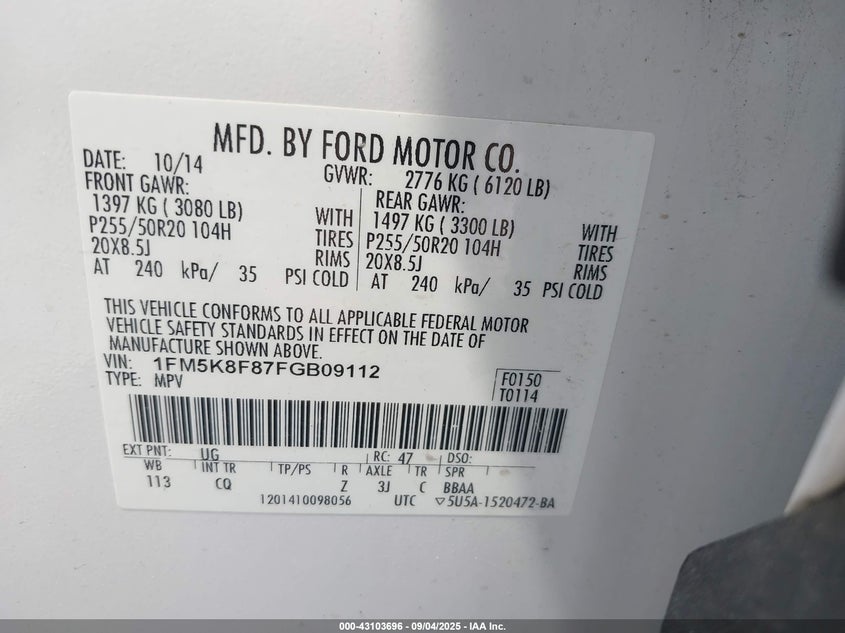 MFD. BY FORD MOTOR CO.
DATE: 10/14
GVWR: 2776 KG ( 6120 LB)
FRONT GAWR:
1397 KG ( 3080 LB) WITH
P255/50R20 104H TIRES
20X8.5J RIMS
AT 240 kPa/ 35 PSI COLD
REAR GAWR:
1497 KG ( 3300 LB) WITH
P255/50R20 104H TIRES
20X8.5J RIMS
AT 240 kPa/ 35 PSI COLD
THIS VEHICLE CONFORMS TO ALL APPLICABLE FEDERAL MOTOR
VEHICLE SAFETY STANDARDS IN EFFECT ON THE DATE OF
MANUFACTURE SHOWN ABOVE.
VIN: 1FM5K8F87FGB09112
TYPE: MPV
F0150
T0114
EXT PNT: UG RC: 47 DSO:
WB INT TR TP/PS R AXLE TR SPR
113 CQ Z 3J C BBAA
1201410098056 UTC ▽5U5A-1520472-BA
000-43103696 - 09/04/2025 - IAA Inc.